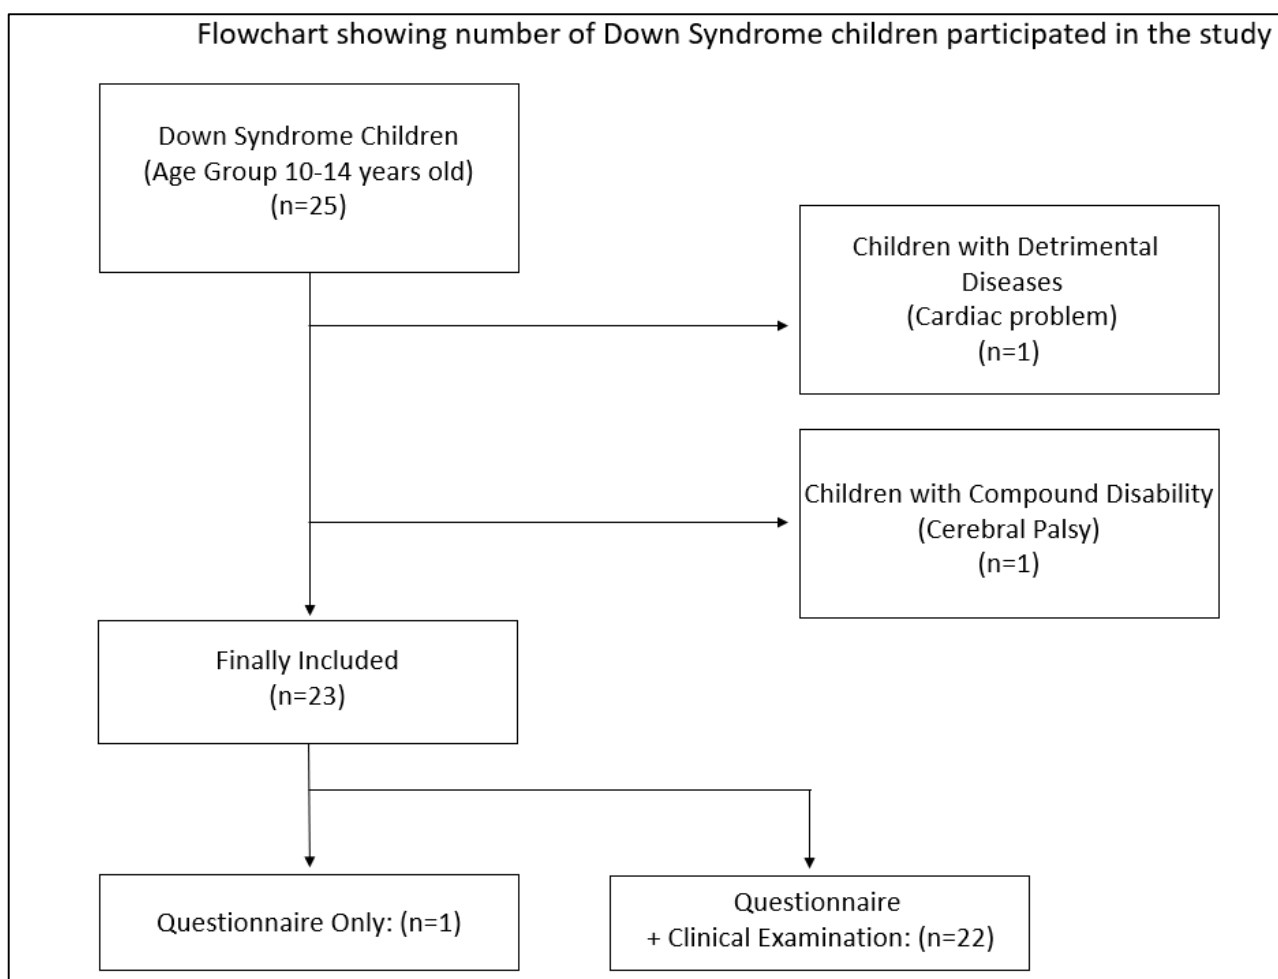 Flowchart showing number of Down Syndrome children participated in the study
Down Syndrome Children
(Age Group 10-14 years old)
(n=25)
Children with Detrimental
Diseases
(Cardiac problem)
(n=1)
Children with Compound Disability
(Cerebral Palsy)
(n=1)
Finally Included
(n=23)
Questionnaire Only: (n=1)
Questionnaire
+ Clinical Examination: (n=22)